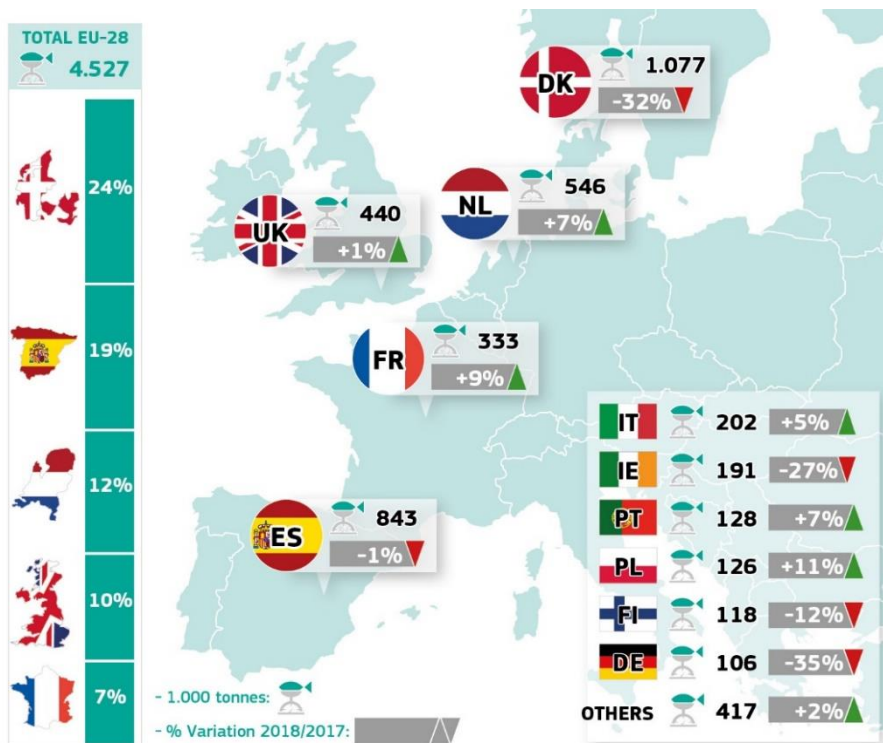 TOTAL EU-28
4.527
24%
19%
12%
10%
7%
DK
1.077
-32%
NL
546
+7%
UK
440
+1%
FR
333
+9%
ES
843
-1%
IT 202 +5%
IE 191 -27%
PT 128 +7%
PL 126 +11%
FI 118 -12%
DE 106 -35%
OTHERS 417 +2%
- 1.000 tonnes:
- % Variation 2018/2017: